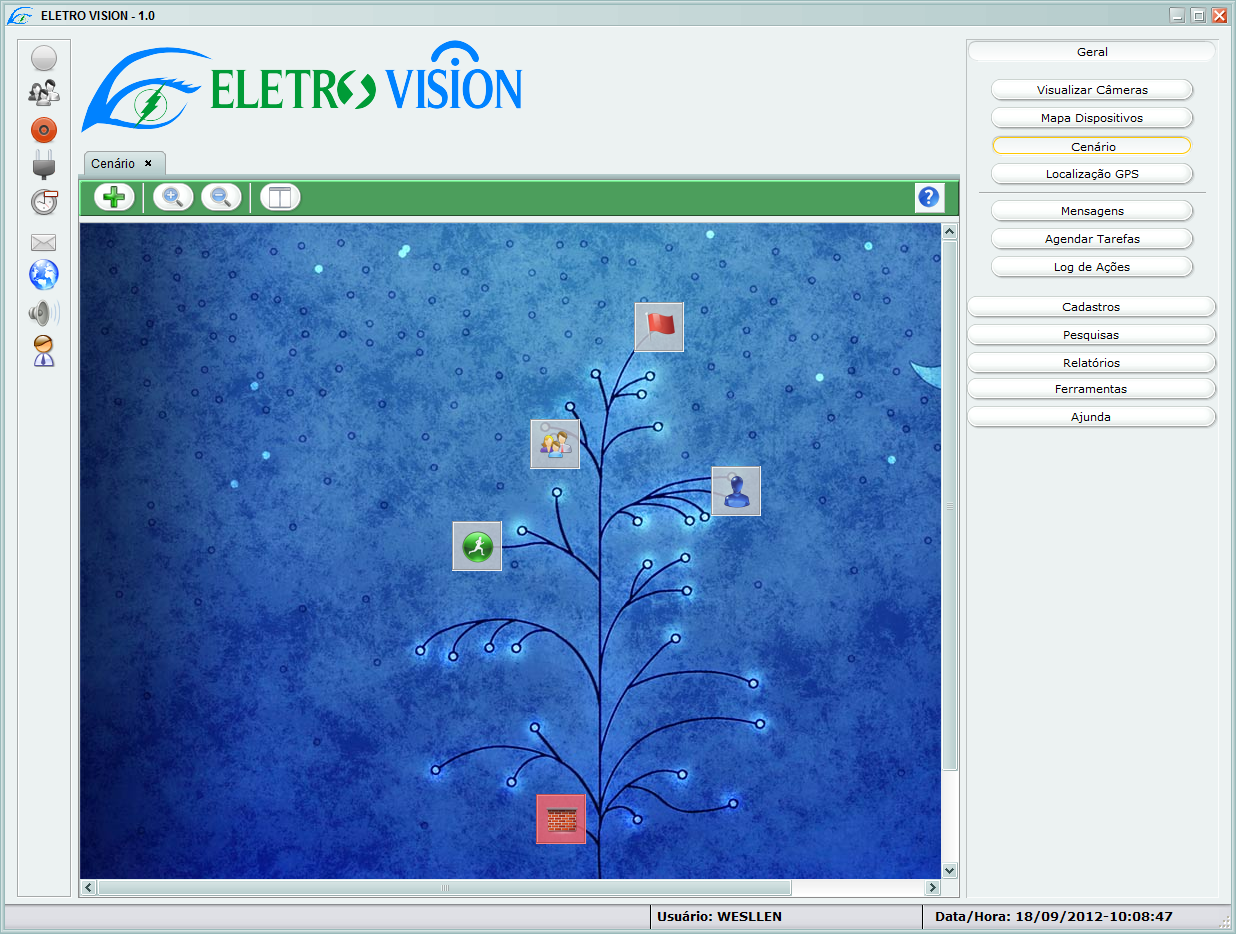 ELETRO VISION - 1.0
ELETRO VISION
Cenário
Geral
Visualizar Câmeras
Mapa Dispositivos
Cenário
Localização GPS
Mensagens
Agendar Tarefas
Log de Ações
Cadastros
Pesquisas
Relatórios
Ferramentas
Ajunda
Usuário: WESLLEN
Data/Hora: 18/09/2012-10:08:47